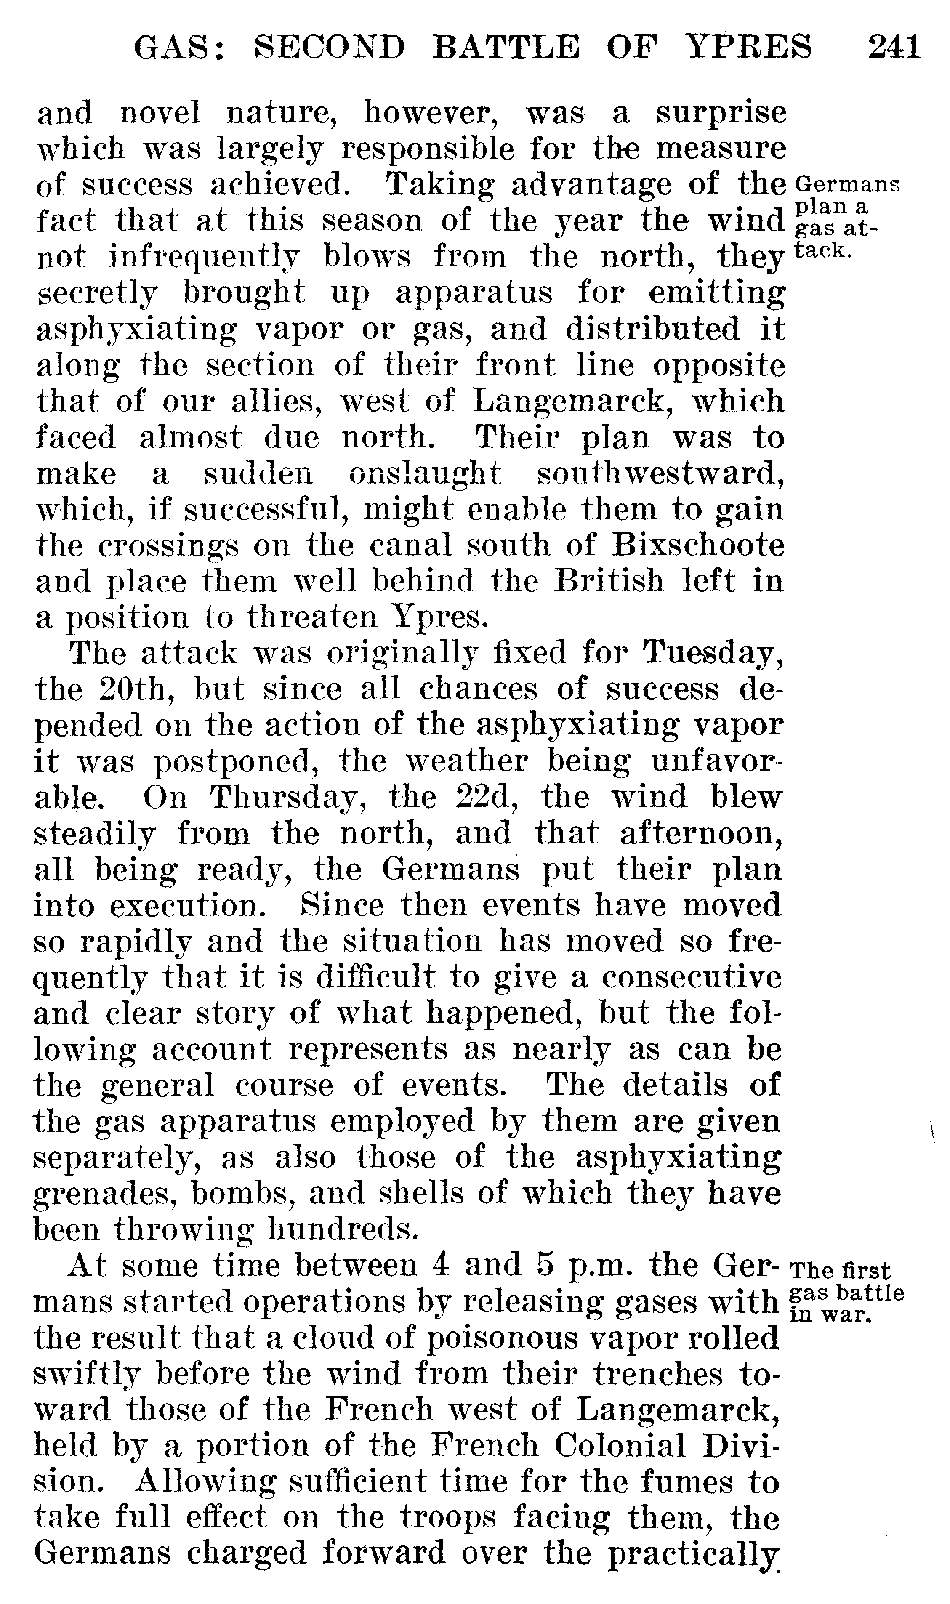 GAS: SECOND BATTLE OF YPRES 241
and novel nature, however, was a surprise
which was largely responsible for the measure
of success achieved. Taking advantage of the
fact that at this season of the year the wind
not infrequently blows from the north, they
secretly brought up apparatus for emitting
asphyxiating vapor or gas, and distributed it
along the section of their front line opposite
that of our allies, west of Langemarck, which
faced almost due north. Their plan was to
make a sudden onslaught southwestward,
which, if successful, might enable them to gain
the crossings on the canal south of Bixschoote
and place them well behind the British left in
a position to threaten Ypres.
Germans
plan a
gas at-
tack.
The attack was originally fixed for Tuesday,
the 20th, but since all chances of success de-
pended on the action of the asphyxiating vapor
it was postponed, the weather being unfavor-
able. On Thursday, the 22d, the wind blew
steadily from the north, and that afternoon,
all being ready, the Germans put their plan
into execution. Since then events have moved
so rapidly and the situation has moved so fre-
quently that it is difficult to give a consecutive
and clear story of what happened, but the fol-
lowing account represents as nearly as can be
the general course of events. The details of
the gas apparatus employed by them are given
separately, as also those of the asphyxiating
grenades, bombs, and shells of which they have
been throwing hundreds.
At some time between 4 and 5 p.m. the Ger-
mans started operations by releasing gases with
the result that a cloud of poisonous vapor rolled
swiftly before the wind from their trenches to-
ward those of the French west of Langemarck,
held by a portion of the French Colonial Divi-
sion. Allowing sufficient time for the fumes to
take full effect on the troops facing them, the
Germans charged forward over the practically
The first
gas battle
in war.